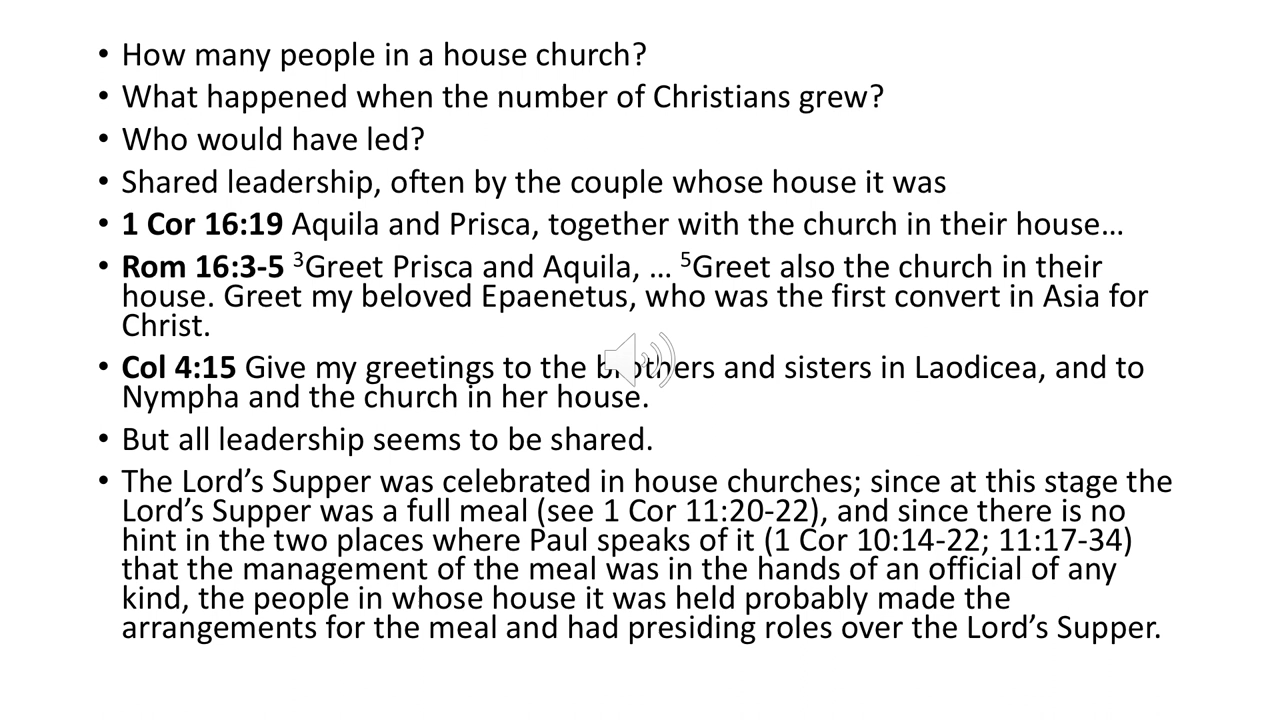 • How many people in a house church?
• What happened when the number of Christians grew?
• Who would have led?
• Shared leadership, often by the couple whose house it was
• 1 Cor 16:19 Aquila and Prisca, together with the church in their house…
• Rom 16:3-5 ³Greet Prisca and Aquila, … ⁵Greet also the church in their
house. Greet my beloved Epaenetus, who was the first convert in Asia for
Christ.
• Col 4:15 Give my greetings to the brothers and sisters in Laodicea, and to
Nympha and the church in her house.
• But all leadership seems to be shared.
• The Lord’s Supper was celebrated in house churches; since at this stage the
Lord’s Supper was a full meal (see 1 Cor 11:20-22), and since there is no
hint in the two places where Paul speaks of it (1 Cor 10:14-22; 11:17-34)
that the management of the meal was in the hands of an official of any
kind, the people in whose house it was held probably made the
arrangements for the meal and had presiding roles over the Lord’s Supper.